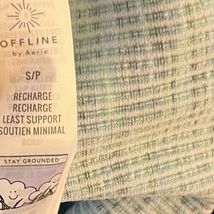 OFFLINE
by Aerie
S/P
RECHARGE
RECHARGE
LEAST SUPPORT
SOUTIEN MINIMAL
STAY GROUNDED